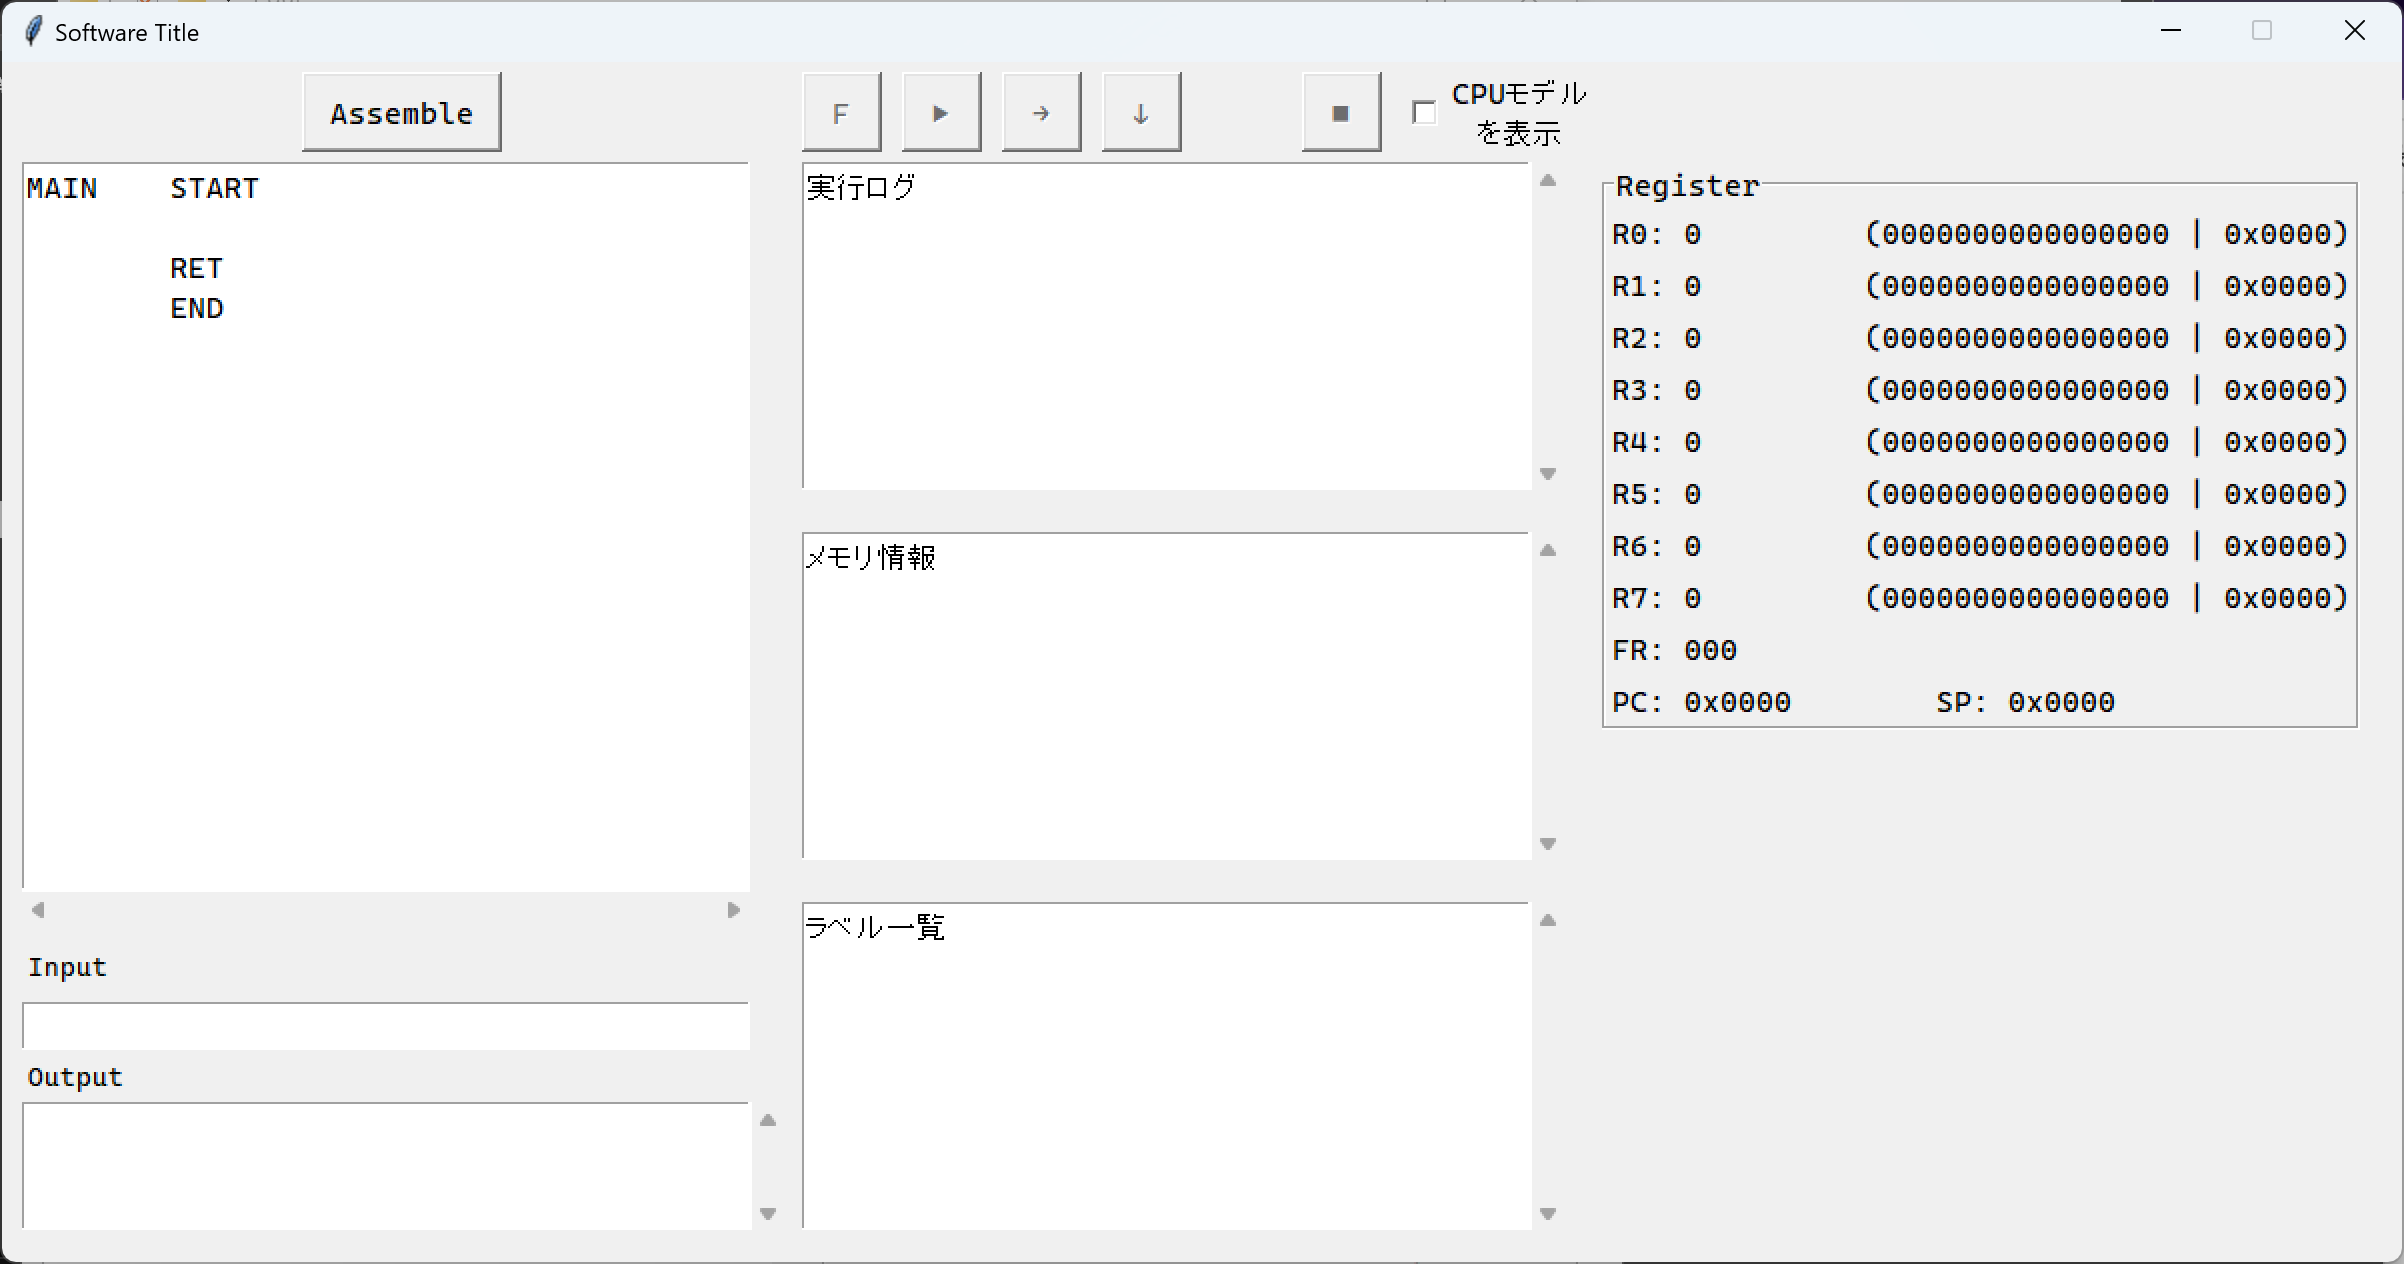 Software Title
Assemble
F ▶ → ↓ ■
CPUモデル
を表示
MAIN     START
RET
END
Input
Output
実行ログ
メモリ情報
ラベル一覧
Register
R0: 0 (0000000000000000 | 0x0000)
R1: 0 (0000000000000000 | 0x0000)
R2: 0 (0000000000000000 | 0x0000)
R3: 0 (0000000000000000 | 0x0000)
R4: 0 (0000000000000000 | 0x0000)
R5: 0 (0000000000000000 | 0x0000)
R6: 0 (0000000000000000 | 0x0000)
R7: 0 (0000000000000000 | 0x0000)
FR: 000
PC: 0x0000 SP: 0x0000